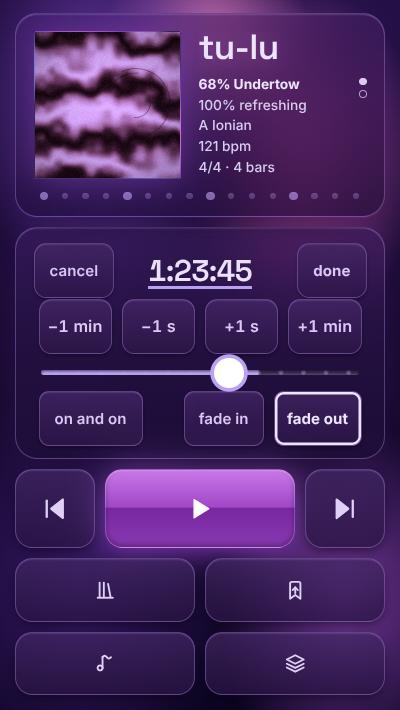 tu-lu
68% Undertow
100% refreshing
A Ionian
121 bpm
4/4 · 4 bars
cancel
1:23:45
done
−1 min
−1 s
+1 s
+1 min
on and on
fade in
fade out